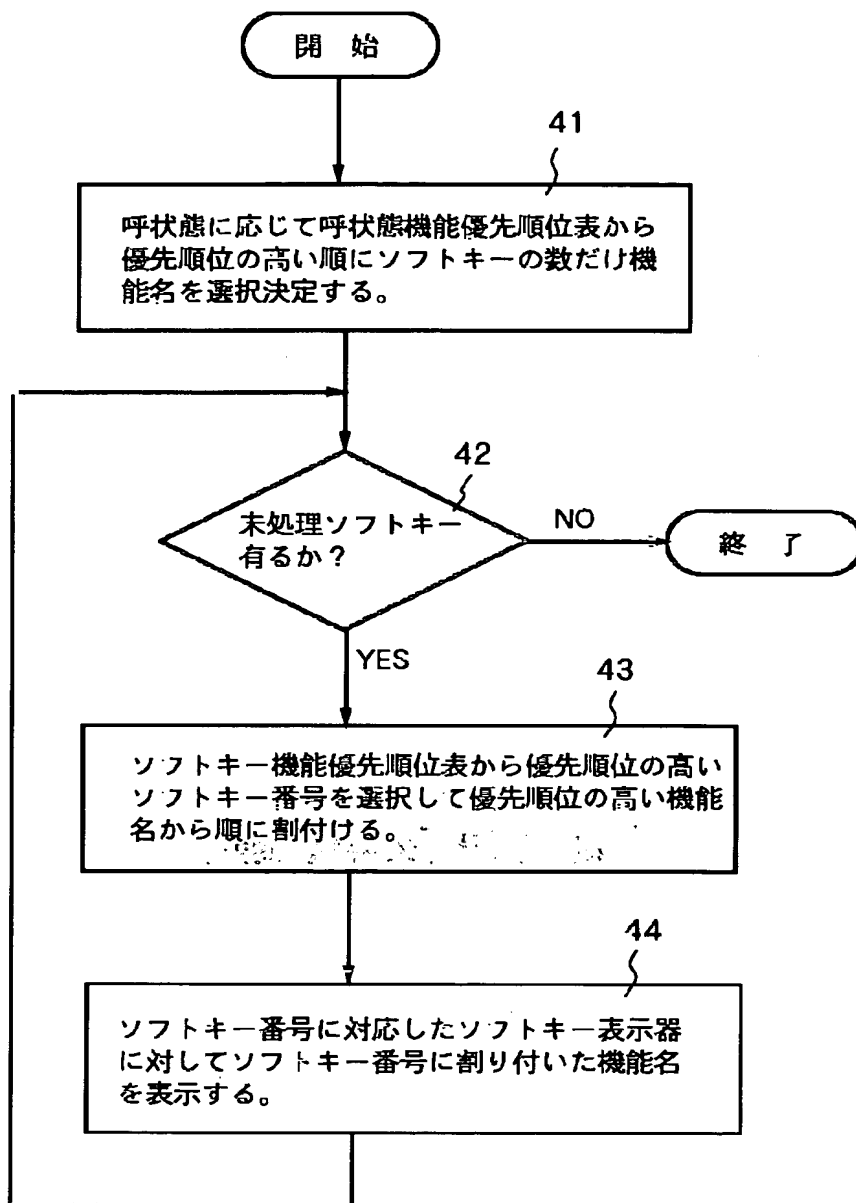 開 始
41
呼状態に応じて呼状態機能優先順位表から
優先順位の高い順にソフトキーの数だけ機
能名を選択決定する。
42
未処理ソフトキー
有るか？
NO
終 了
YES
43
ソフトキー機能優先順位表から優先順位の高い
ソフトキー番号を選択して優先順位の高い機能
名から順に割付ける。
44
ソフトキー番号に対応したソフトキー表示器
に対してソフトキー番号に割り付いた機能名
を表示する。